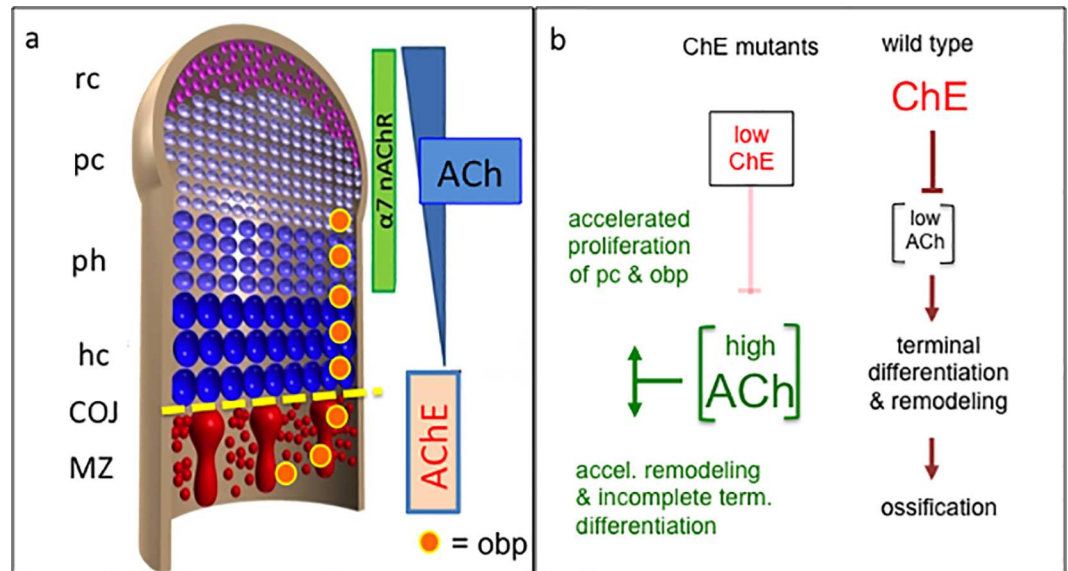 a
rc
pc
ph
hc
COJ
MZ
α7 nAChR
ACh
AChE
= obp
b
ChE mutants
wild type
low
ChE
ChE
accelerated
proliferation
of pc & obp
low
ACh
high
ACh
terminal
differentiation
& remodeling
accel. remodeling
& incomplete term.
differentiation
ossification